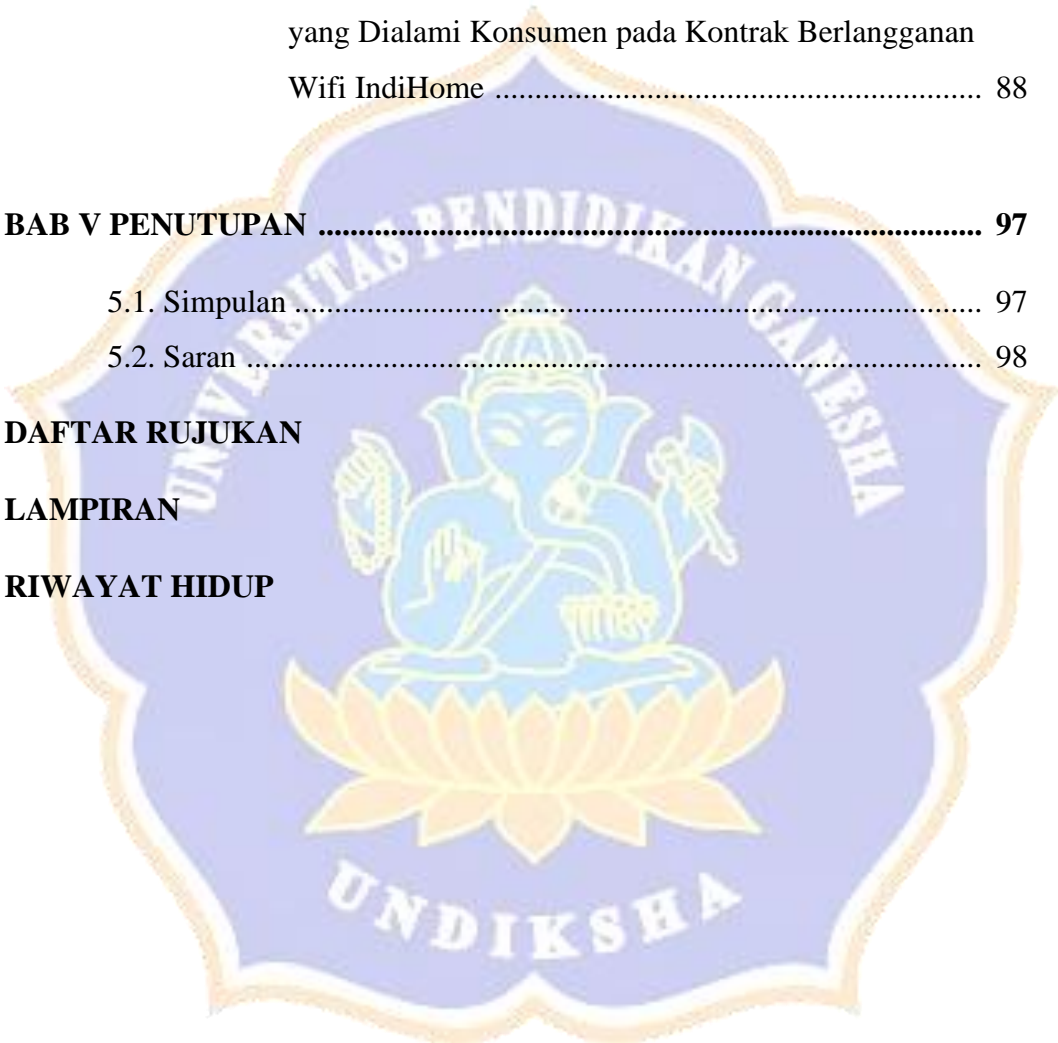 yang Dialami Konsumen pada Kontrak Berlangganan
Wifi IndiHome ............................................................. 88
BAB V PENUTUPAN ................................................................................... 97
5.1. Simpulan ...................................................................................... 97
5.2. Saran ............................................................................................ 98
DAFTAR RUJUKAN
LAMPIRAN
RIWAYAT HIDUP
UNIVERSITAS PENDIDIKAN GANESHA
UNDIKSHA